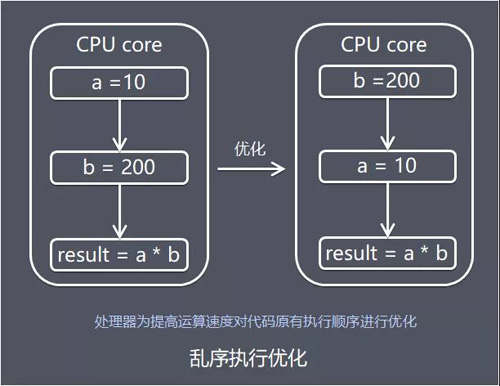 CPU core
a =10
b = 200
result = a * b
优化
CPU core
b =200
a = 10
result = a * b
处理器为提高运算速度对代码原有执行顺序进行优化
乱序执行优化